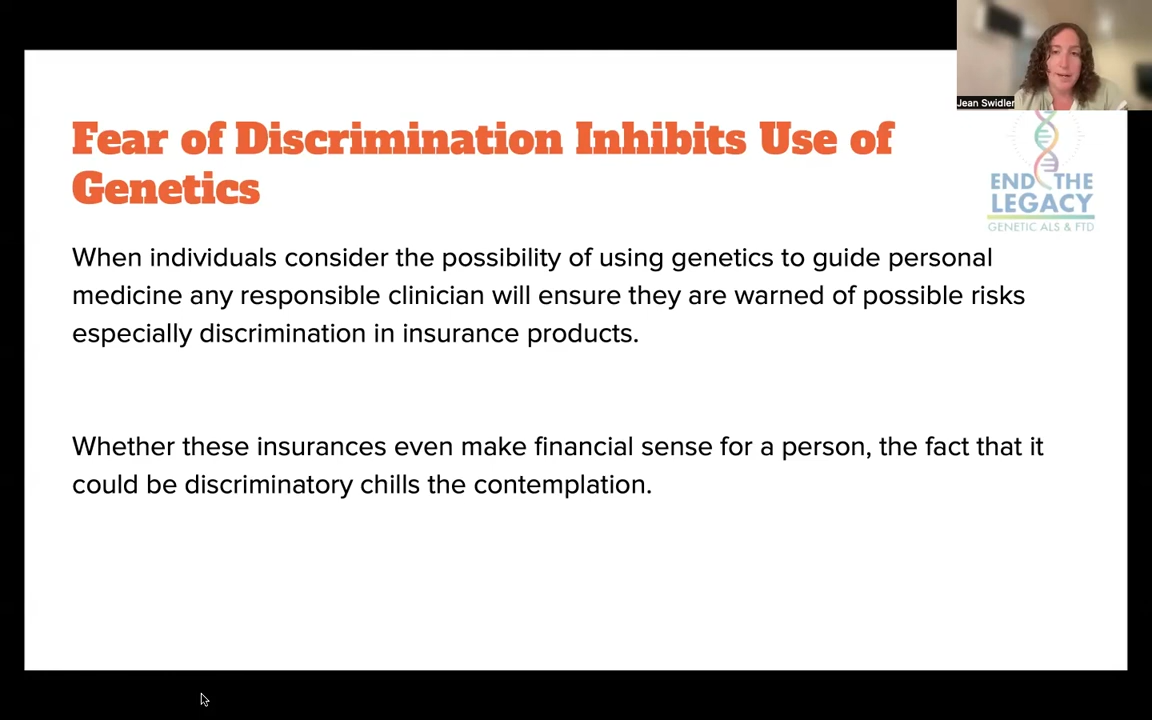 Jean Swidler
Fear of Discrimination Inhibits Use of
Genetics
END THE
LEGACY
GENETIC ALS & FTD
When individuals consider the possibility of using genetics to guide personal
medicine any responsible clinician will ensure they are warned of possible risks
especially discrimination in insurance products.
Whether these insurances even make financial sense for a person, the fact that it
could be discriminatory chills the contemplation.